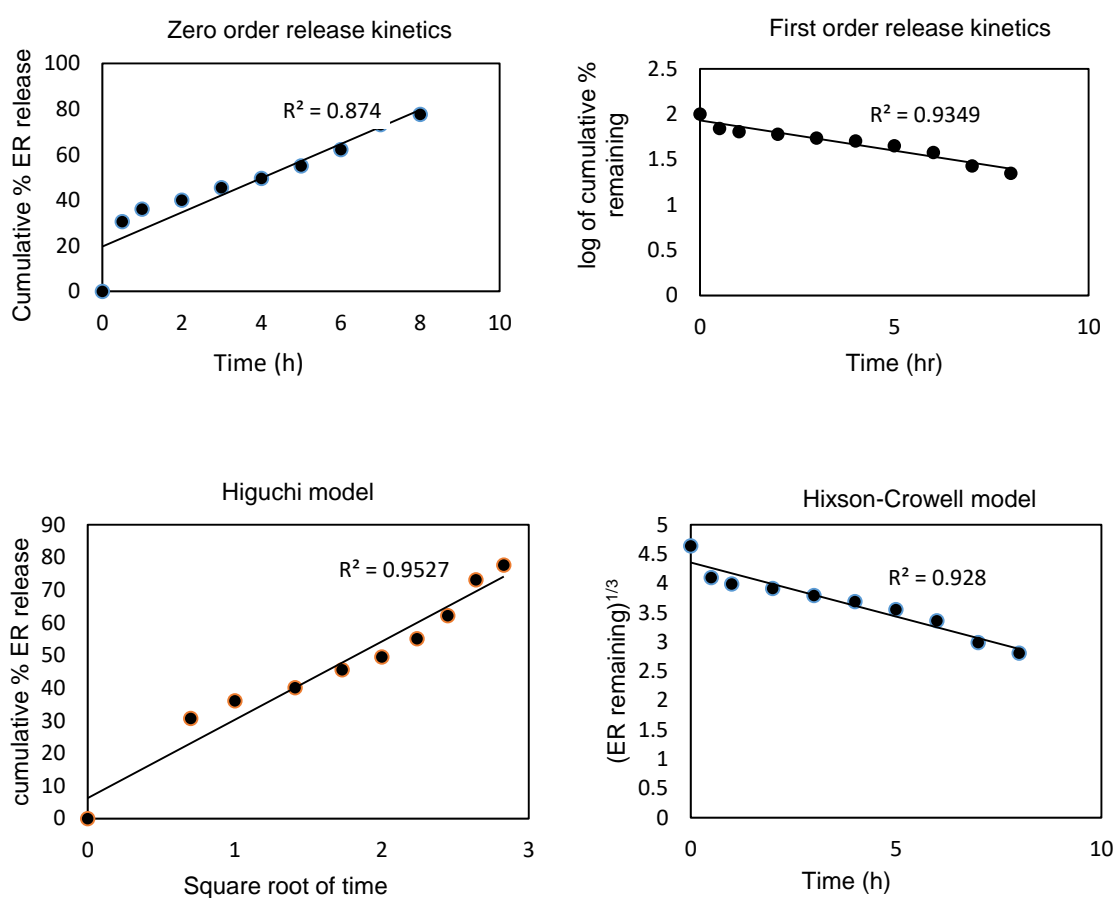 Zero order release kinetics
Cumulative % ER release
100
80
60
40
20
0
R² = 0.874
0 2 4 6 8 10
Time (h)
First order release kinetics
log of cumulative %
remaining
2.5
2
1.5
1
0.5
0
R² = 0.9349
0 5 10
Time (hr)
Higuchi model
cumulative % ER release
90
80
70
60
50
40
30
20
10
0
R² = 0.9527
0 1 2 3
Square root of time
Hixson-Crowell model
(ER remaining)¹/³
5
4.5
4
3.5
3
2.5
2
1.5
1
0.5
0
R² = 0.928
0 5 10
Time (h)